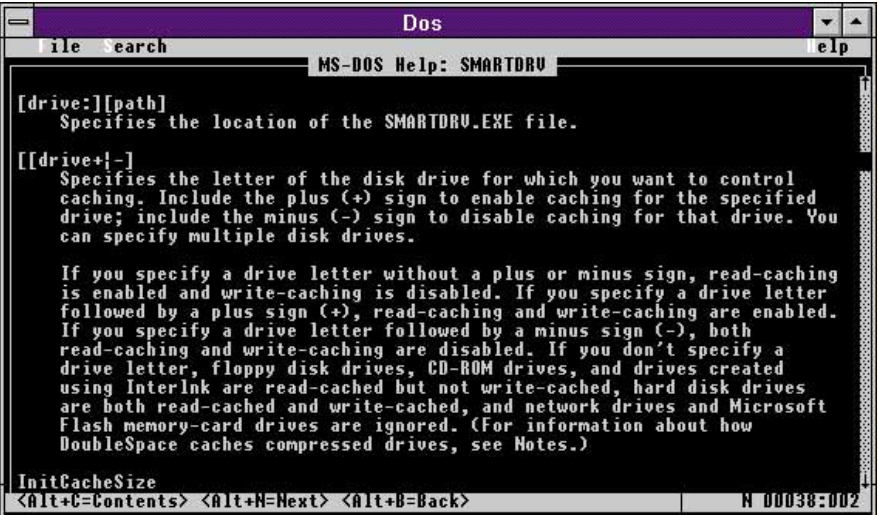 Dos
File Search Help
MS-DOS Help: SMARTDRV
[drive:][path]
Specifies the location of the SMARTDRV.EXE file.
[[drive+¦-]
Specifies the letter of the disk drive for which you want to control
caching. Include the plus (+) sign to enable caching for the specified
drive; include the minus (-) sign to disable caching for that drive. You
can specify multiple disk drives.
If you specify a drive letter without a plus or minus sign, read-caching
is enabled and write-caching is disabled. If you specify a drive letter
followed by a plus sign (+), read-caching and write-caching are enabled.
If you specify a drive letter followed by a minus sign (-), both
read-caching and write-caching are disabled. If you don't specify a
drive letter, floppy disk drives, CD-ROM drives, and drives created
using Interlnk are read-cached but not write-cached, hard disk drives
are both read-cached and write-cached, and network drives and Microsoft
Flash memory-card drives are ignored. (For information about how
DoubleSpace caches compressed drives, see Notes.)
InitCacheSize
<Alt+C=Contents> <Alt+N=Next> <Alt+B=Back> N 00038:002